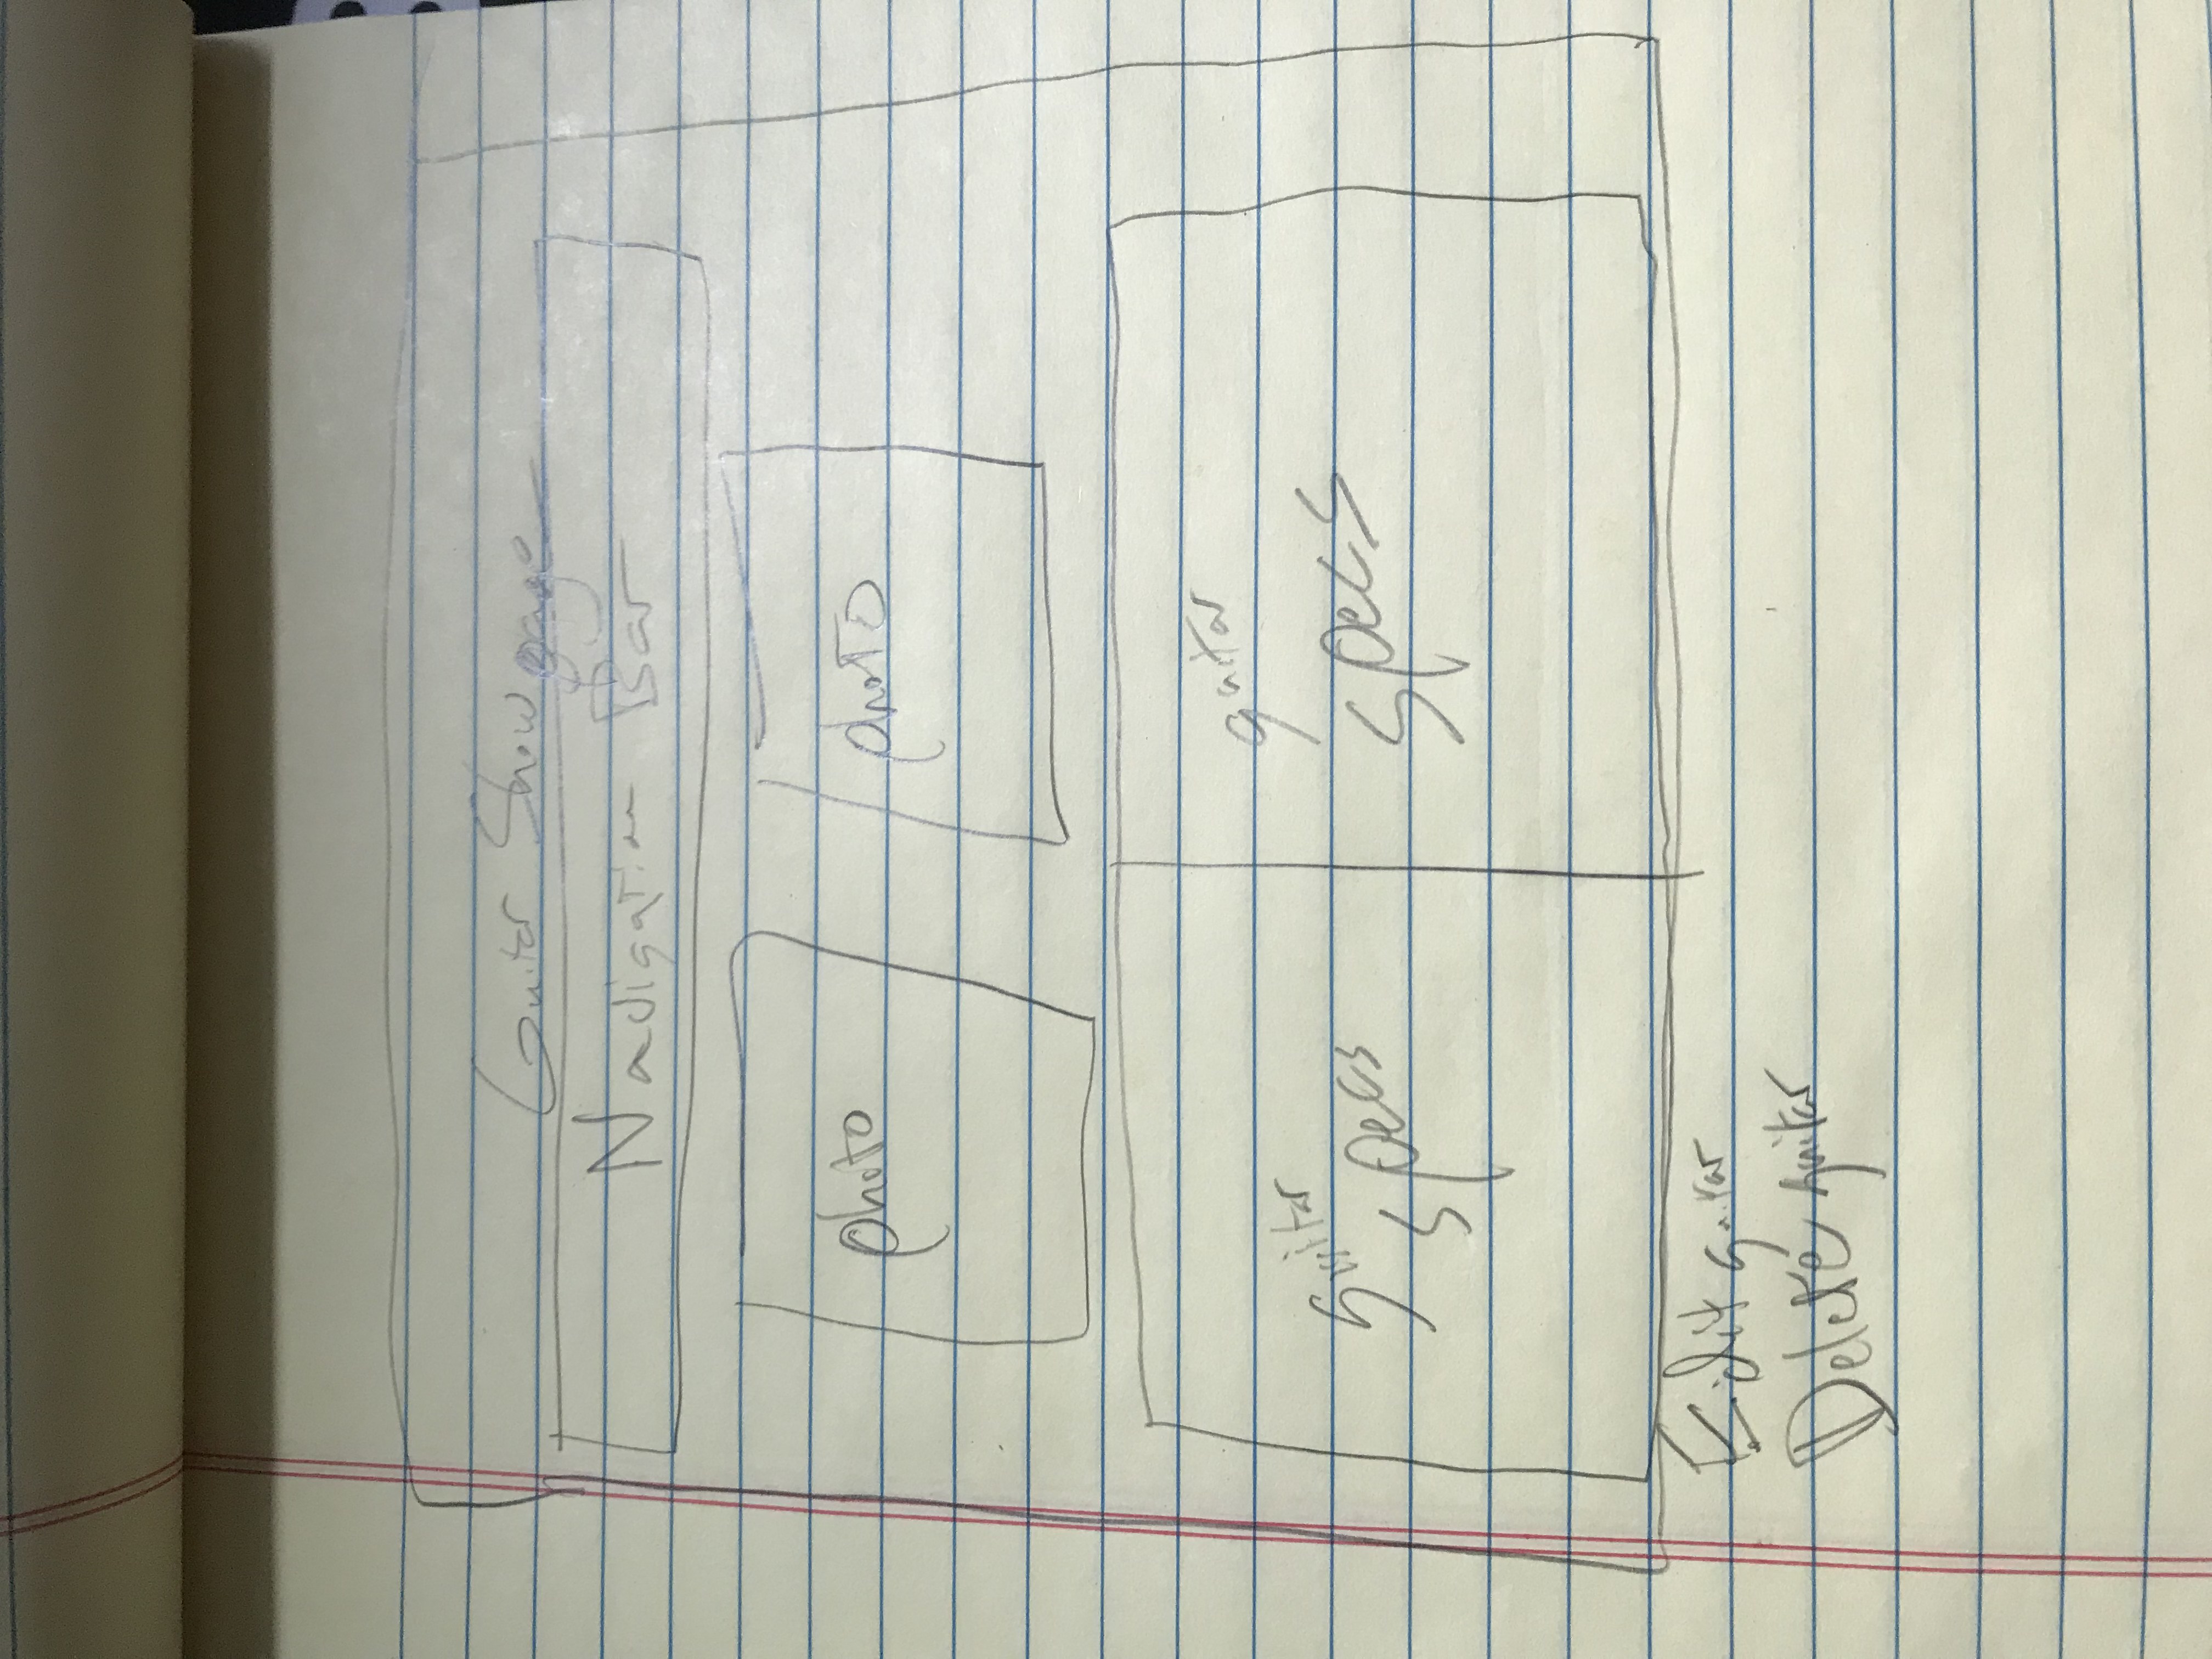 Guitar Show page
Navigation Bar
photo
photo
guitar
specs
guitar
specs
Edit guitar
Delete guitar